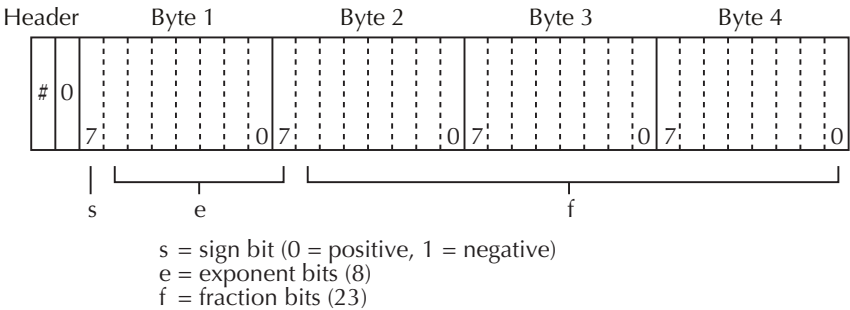 Header Byte 1 Byte 2 Byte 3 Byte 4
# 0
7 0 7 0 7 0 7 0
s e f
s = sign bit (0 = positive, 1 = negative)
e = exponent bits (8)
f = fraction bits (23)